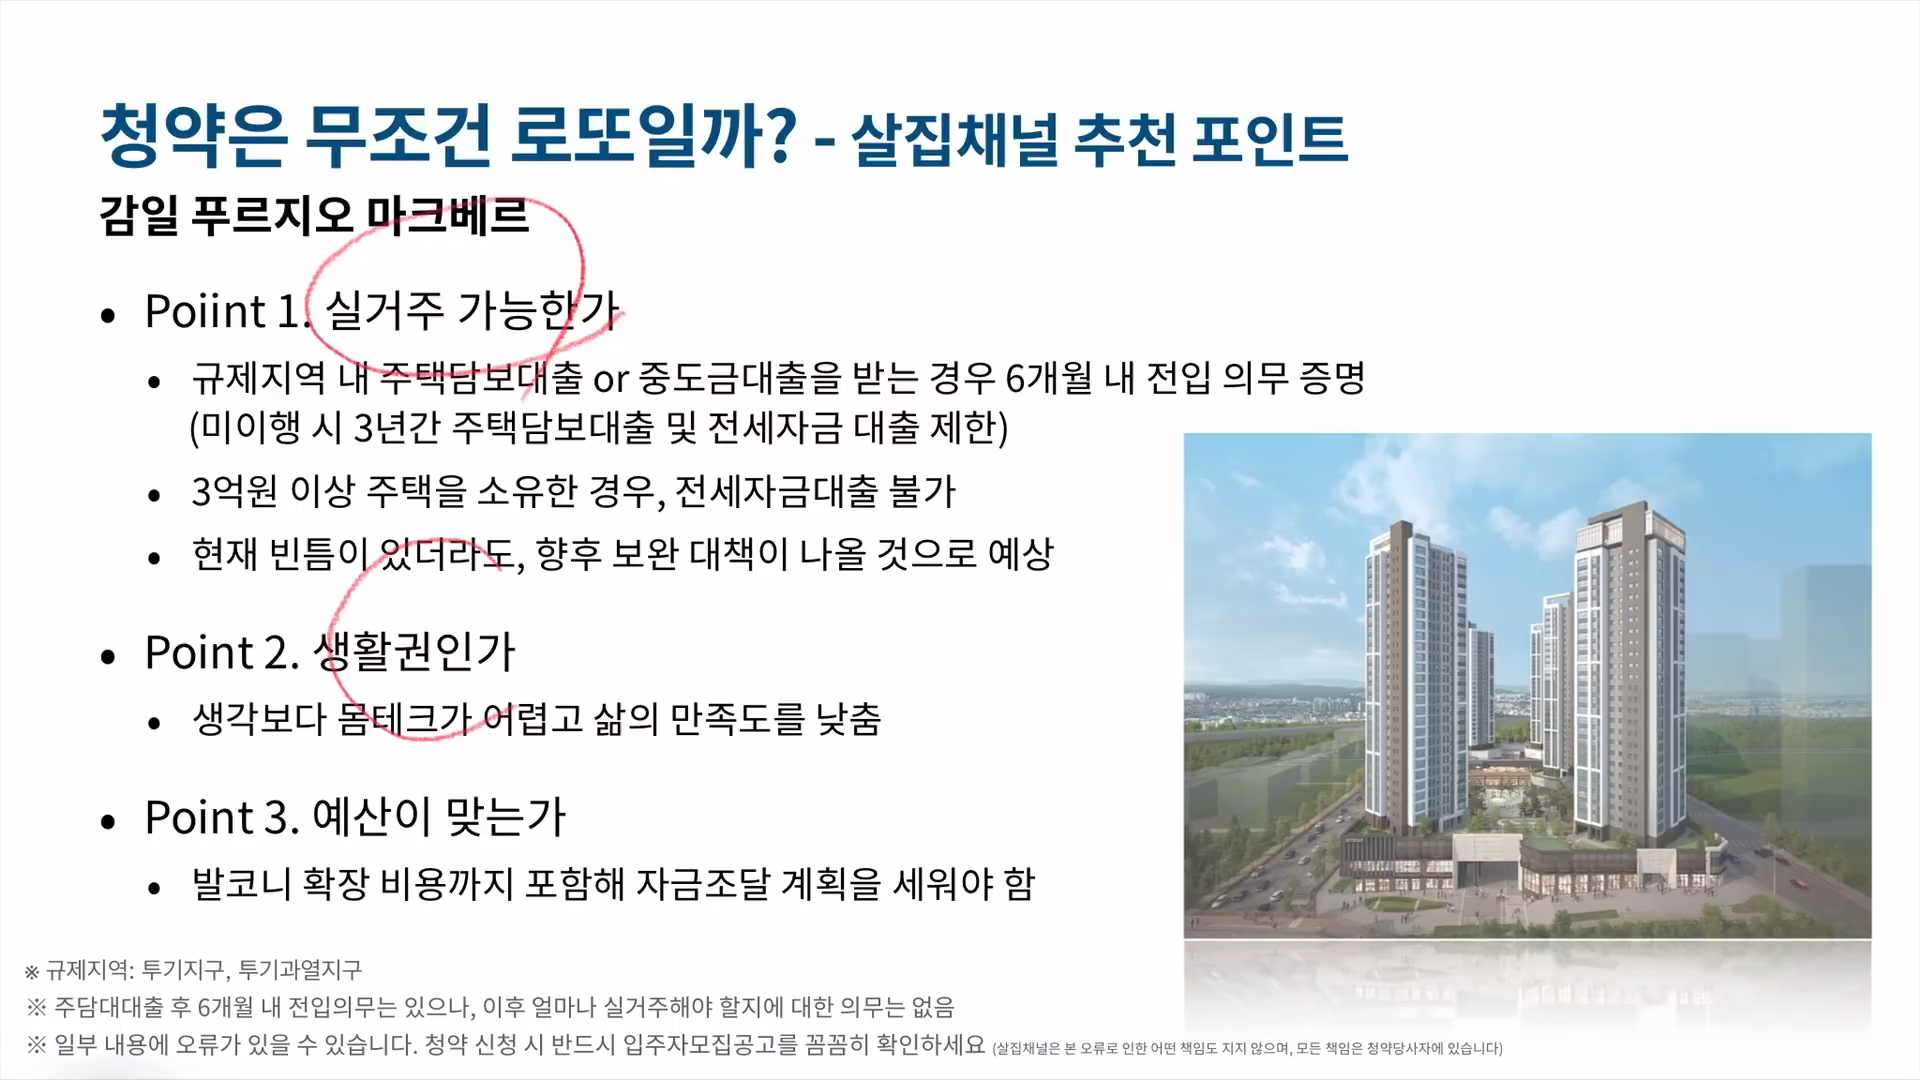 청약은 무조건 로또일까? - 살집채널 추천 포인트
감일 푸르지오 마크베르
• Poiint 1. 실거주 가능한가
• 규제지역 내 주택담보대출 or 중도금대출을 받는 경우 6개월 내 전입 의무 증명
(미이행 시 3년간 주택담보대출 및 전세자금 대출 제한)
• 3억원 이상 주택을 소유한 경우, 전세자금대출 불가
• 현재 빈틈이 있더라도, 향후 보완 대책이 나올 것으로 예상
• Point 2. 생활권인가
• 생각보다 몸테크가 어렵고 삶의 만족도를 낮춤
• Point 3. 예산이 맞는가
• 발코니 확장 비용까지 포함해 자금조달 계획을 세워야 함
※ 규제지역: 투기지구, 투기과열지구
※ 주담대대출 후 6개월 내 전입의무는 있으나, 이후 얼마나 실거주해야 할지에 대한 의무는 없음
※ 일부 내용에 오류가 있을 수 있습니다. 청약 신청 시 반드시 입주자모집공고를 꼼꼼히 확인하세요 (살집채널은 본 오류로 인한 어떤 책임도 지지 않으며, 모든 책임은 청약당사자에 있습니다)